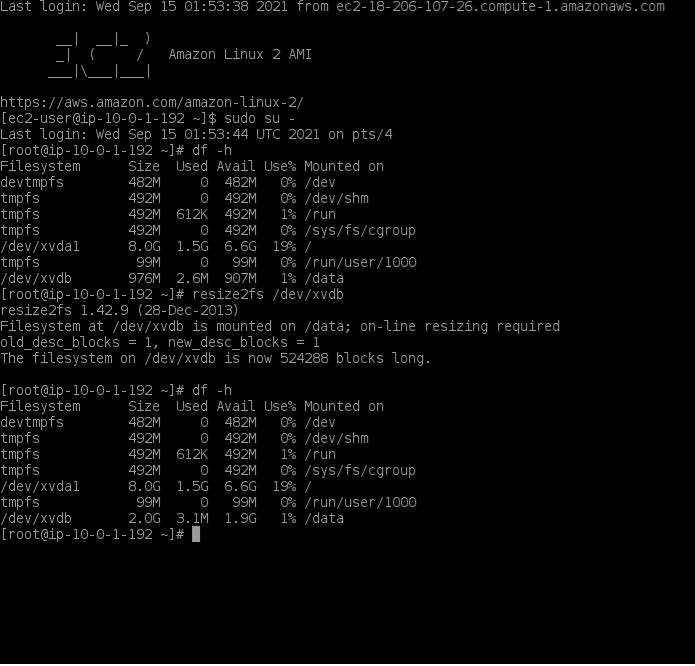 Last login: Wed Sep 15 01:53:38 2021 from ec2-18-206-107-26.compute-1.amazonaws.com

       __|  __|_  )
       _|  (     /   Amazon Linux 2 AMI
      ___|\___|___|

https://aws.amazon.com/amazon-linux-2/
[ec2-user@ip-10-0-1-192 ~]$ sudo su -
Last login: Wed Sep 15 01:53:44 UTC 2021 on pts/4
[root@ip-10-0-1-192 ~]# df -h
Filesystem      Size  Used Avail Use% Mounted on
devtmpfs        482M     0  482M   0% /dev
tmpfs           492M     0  492M   0% /dev/shm
tmpfs           492M  612K  492M   1% /run
tmpfs           492M     0  492M   0% /sys/fs/cgroup
/dev/xvda1      8.0G  1.5G  6.6G  19% /
tmpfs            99M     0   99M   0% /run/user/1000
/dev/xvdb       976M  2.6M  907M   1% /data
[root@ip-10-0-1-192 ~]# resize2fs /dev/xvdb
resize2fs 1.42.9 (28-Dec-2013)
Filesystem at /dev/xvdb is mounted on /data; on-line resizing required
old_desc_blocks = 1, new_desc_blocks = 1
The filesystem on /dev/xvdb is now 524288 blocks long.

[root@ip-10-0-1-192 ~]# df -h
Filesystem      Size  Used Avail Use% Mounted on
devtmpfs        482M     0  482M   0% /dev
tmpfs           492M     0  492M   0% /dev/shm
tmpfs           492M  612K  492M   1% /run
tmpfs           492M     0  492M   0% /sys/fs/cgroup
/dev/xvda1      8.0G  1.5G  6.6G  19% /
tmpfs            99M     0   99M   0% /run/user/1000
/dev/xvdb       2.0G  3.1M  1.9G   1% /data
[root@ip-10-0-1-192 ~]#